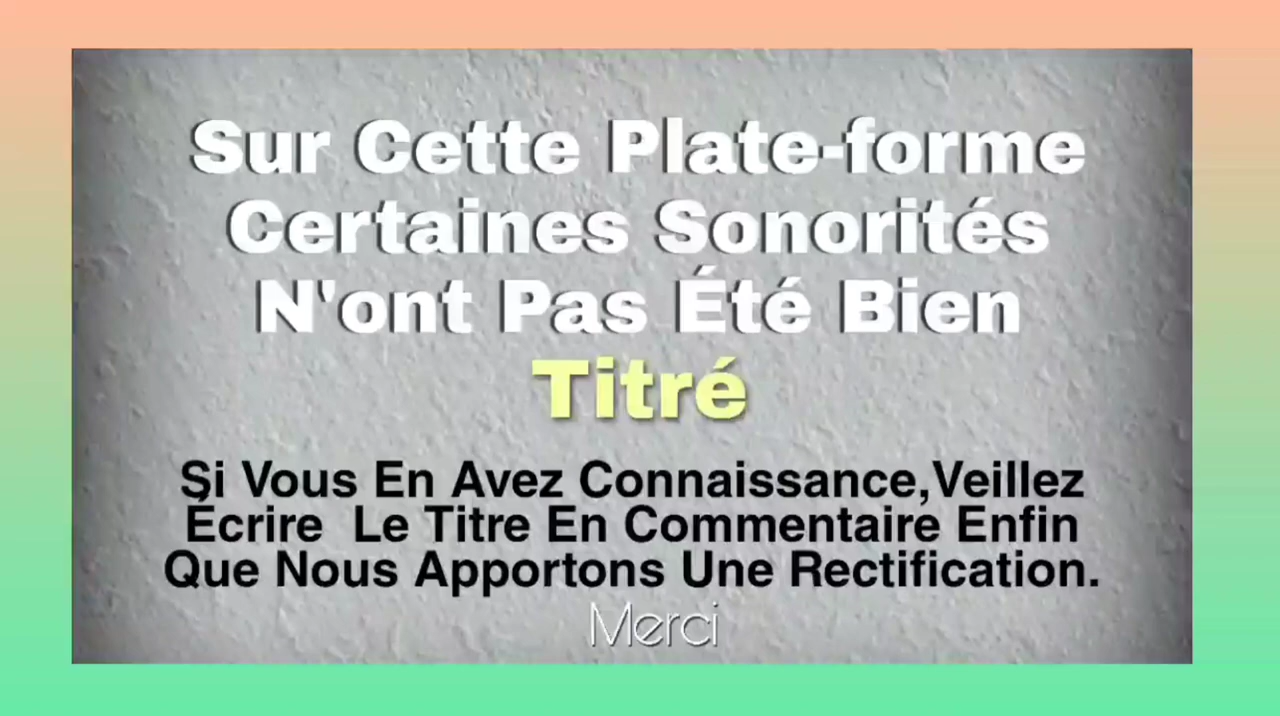 Sur Cette Plate-forme
Certaines Sonorités
N'ont Pas Été Bien
Titré
Si Vous En Avez Connaissance,Veillez
Écrire Le Titre En Commentaire Enfin
Que Nous Apportons Une Rectification.
Merci